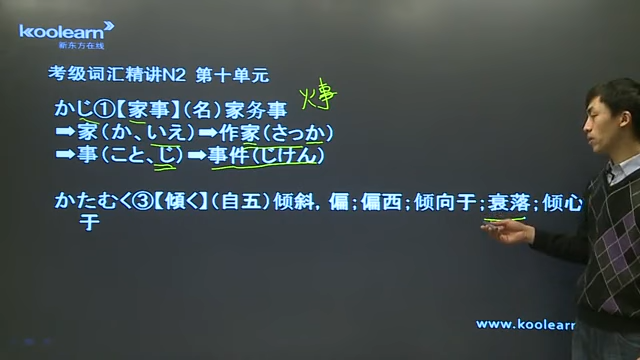 koolearn
新东方在线
考级词汇精讲N2 第十单元
火事
かじ①【家事】(名)家务事
➡家(か、いえ)➡作家(さっか)
➡事(こと、じ)➡事件(じけん)
かたむく③【傾く】(自五)倾斜，偏；偏西；倾向于；衰落；倾心
于
www.koolearn